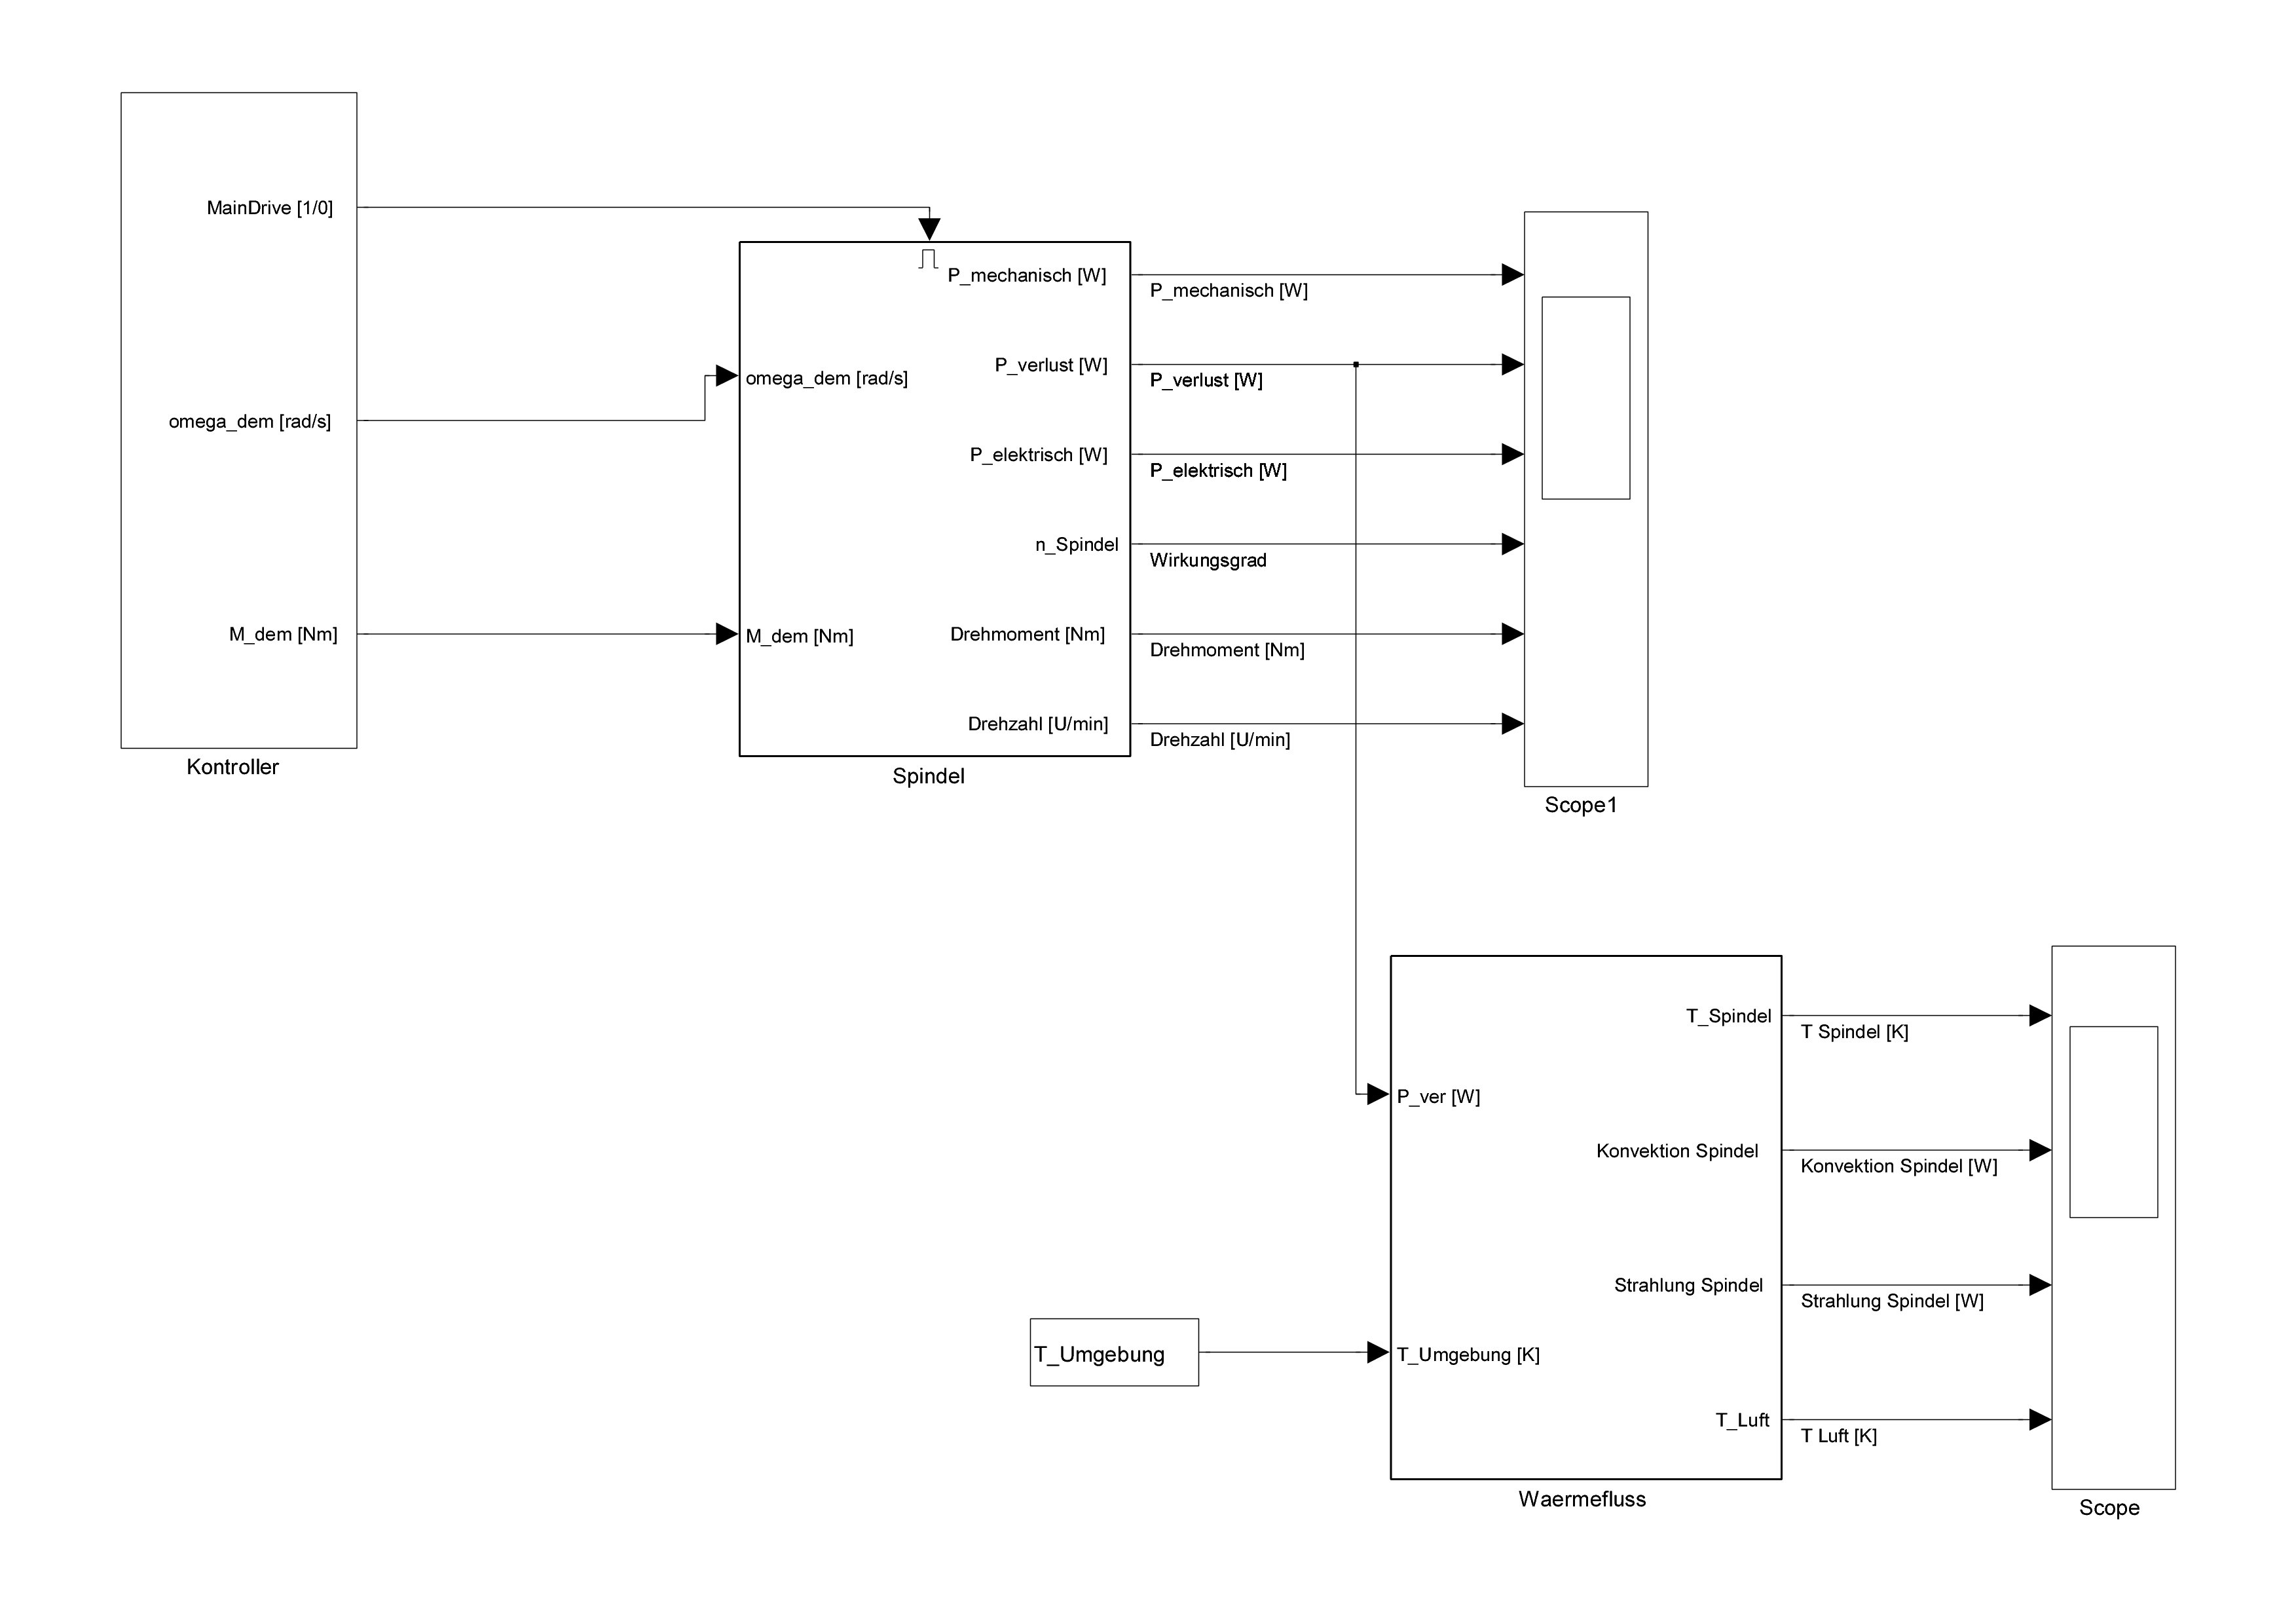 MainDrive [1/0]
omega_dem [rad/s]
M_dem [Nm]
Kontroller
omega_dem [rad/s]
M_dem [Nm]
P_mechanisch [W]
P_verlust [W]
P_elektrisch [W]
n_Spindel
Drehmoment [Nm]
Drehzahl [U/min]
Spindel
P_mechanisch [W]
P_verlust [W]
P_elektrisch [W]
Wirkungsgrad
Drehmoment [Nm]
Drehzahl [U/min]
Scope1
T_Umgebung
P_ver [W]
T_Umgebung [K]
T_Spindel
Konvektion Spindel
Strahlung Spindel
T_Luft
Waermefluss
T Spindel [K]
Konvektion Spindel [W]
Strahlung Spindel [W]
T Luft [K]
Scope